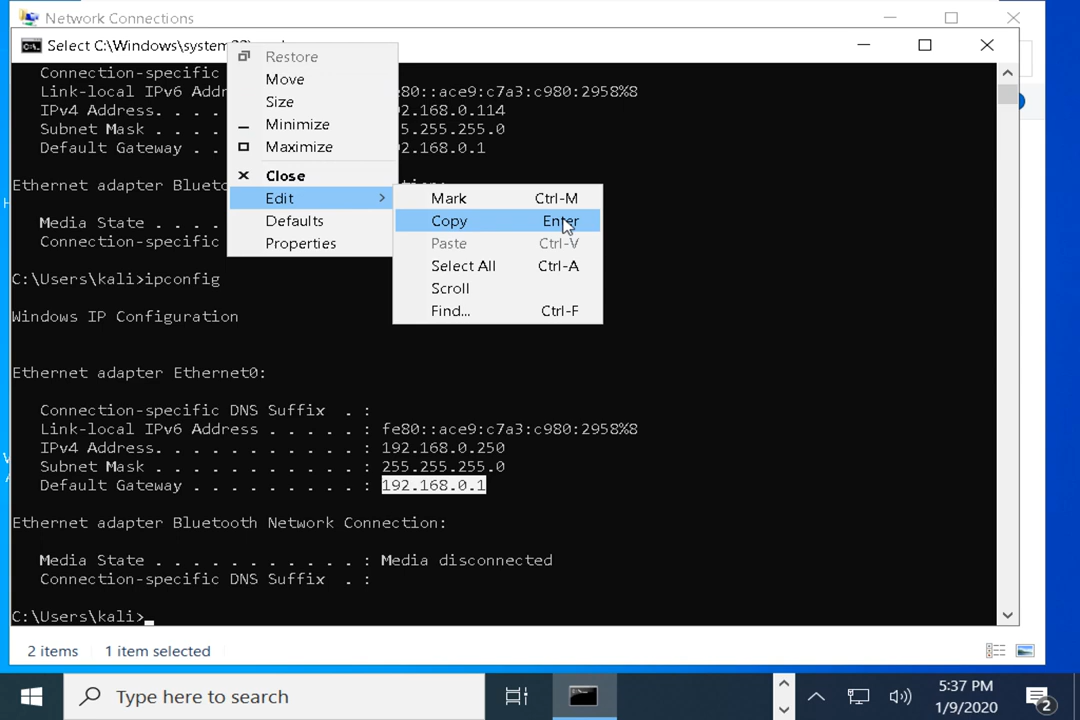 Network Connections
Select C:\Windows\system32
Restore
Move
Size
Minimize
Maximize
Close
Edit
Defaults
Properties
Mark Ctrl-M
Copy Enter
Paste Ctrl-V
Select All Ctrl-A
Scroll
Find... Ctrl-F
Connection-specific
Link-local IPv6 Addr e80::ace9:c7a3:c980:2958%8
IPv4 Address. . . . 92.168.0.114
Subnet Mask . . . . 5.255.255.0
Default Gateway . . 92.168.0.1
Ethernet adapter Blueto ction:
Media State . . . .
Connection-specific
C:\Users\kali>ipconfig
Windows IP Configuration
Ethernet adapter Ethernet0:
Connection-specific DNS Suffix . :
Link-local IPv6 Address . . . . . : fe80::ace9:c7a3:c980:2958%8
IPv4 Address. . . . . . . . . . . : 192.168.0.250
Subnet Mask . . . . . . . . . . . : 255.255.255.0
Default Gateway . . . . . . . . . : 192.168.0.1
Ethernet adapter Bluetooth Network Connection:
Media State . . . . . . . . . . . : Media disconnected
Connection-specific DNS Suffix . :
C:\Users\kali>
2 items 1 item selected
Type here to search
5:37 PM
1/9/2020
2